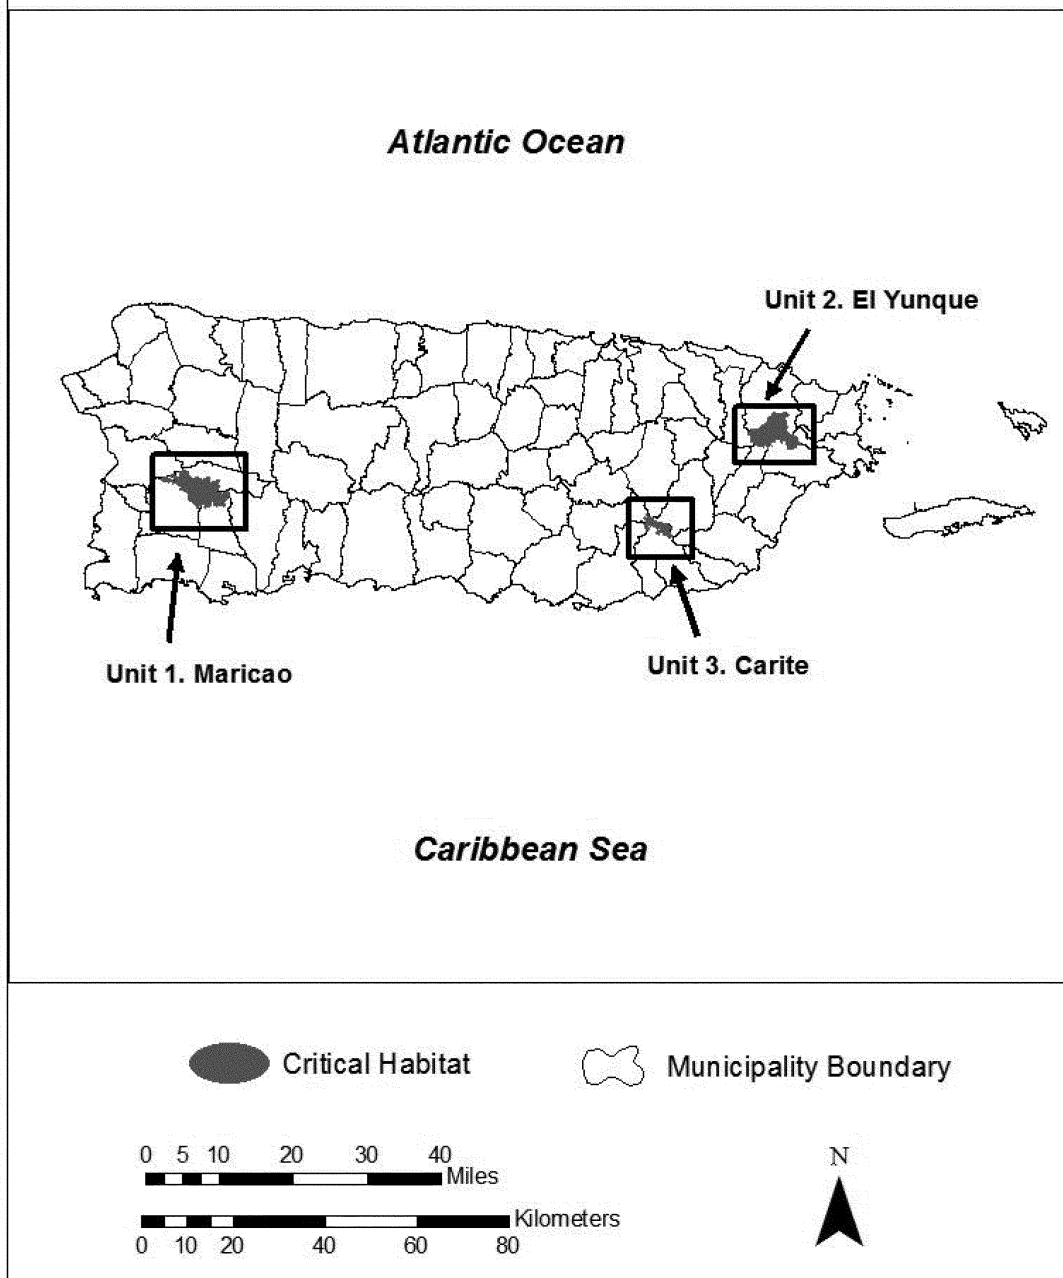 Atlantic Ocean
Unit 2. El Yunque
Unit 1. Maricao
Unit 3. Carite
Caribbean Sea
Critical Habitat
Municipality Boundary
0 5 10 20 30 40
Miles
N
Kilometers
0 10 20 40 60 80